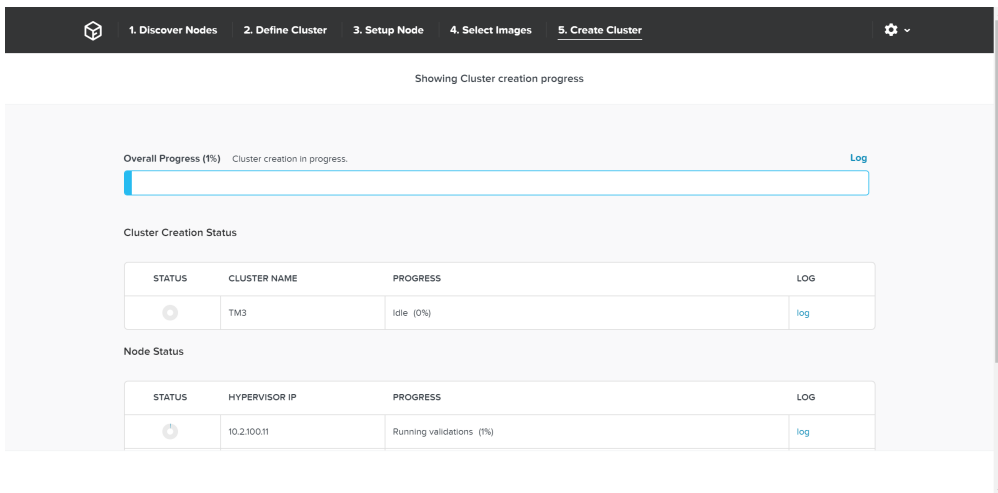 1. Discover Nodes 2. Define Cluster 3. Setup Node 4. Select Images 5. Create Cluster
Showing Cluster creation progress
Overall Progress (1%) Cluster creation in progress. Log
Cluster Creation Status
STATUS CLUSTER NAME PROGRESS LOG
TM3 Idle (0%) log
Node Status
STATUS HYPERVISOR IP PROGRESS LOG
10.2.100.11 Running validations (1%) log